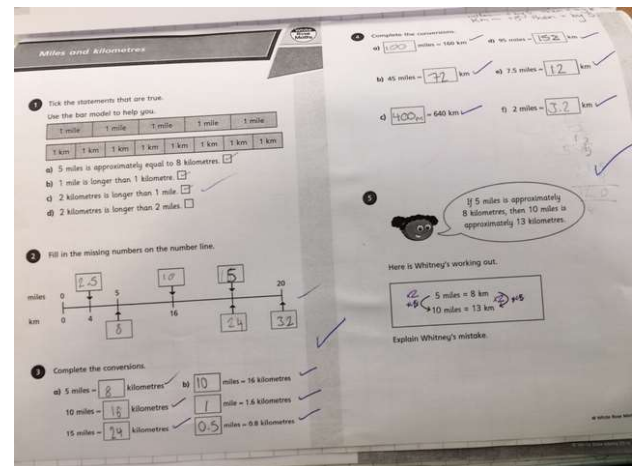 Miles and kilometres
White Rose Maths
1 Tick the statements that are true.
Use the bar model to help you.
1 mile 1 mile 1 mile 1 mile 1 mile
1 km 1 km 1 km 1 km 1 km 1 km 1 km 1 km
a) 5 miles is approximately equal to 8 kilometres.
b) 1 mile is longer than 1 kilometre.
c) 2 kilometres is longer than 1 mile.
d) 2 kilometres is longer than 2 miles.
2 Fill in the missing numbers on the number line.
2.5 10 15
miles 0 5 20
km 0 4 16
8 24 32
3 Complete the conversions.
a) 5 miles = 8 kilometres b) 10 miles = 16 kilometres
10 miles = 16 kilometres 1 mile = 1.6 kilometres
15 miles = 24 kilometres 0.5 miles = 0.8 kilometres
4 Complete the conversions.
a) 100 miles = 160 km d) 95 miles = 152 km
b) 45 miles = 72 km e) 7.5 miles = 12 km
c) 400 = 640 km f) 2 miles = 3.2 km
5 If 5 miles is approximately
8 kilometres, then 10 miles is
approximately 13 kilometres.
Here is Whitney's working out.
5 miles = 8 km
10 miles = 13 km
+5 +5
Explain Whitney's mistake.